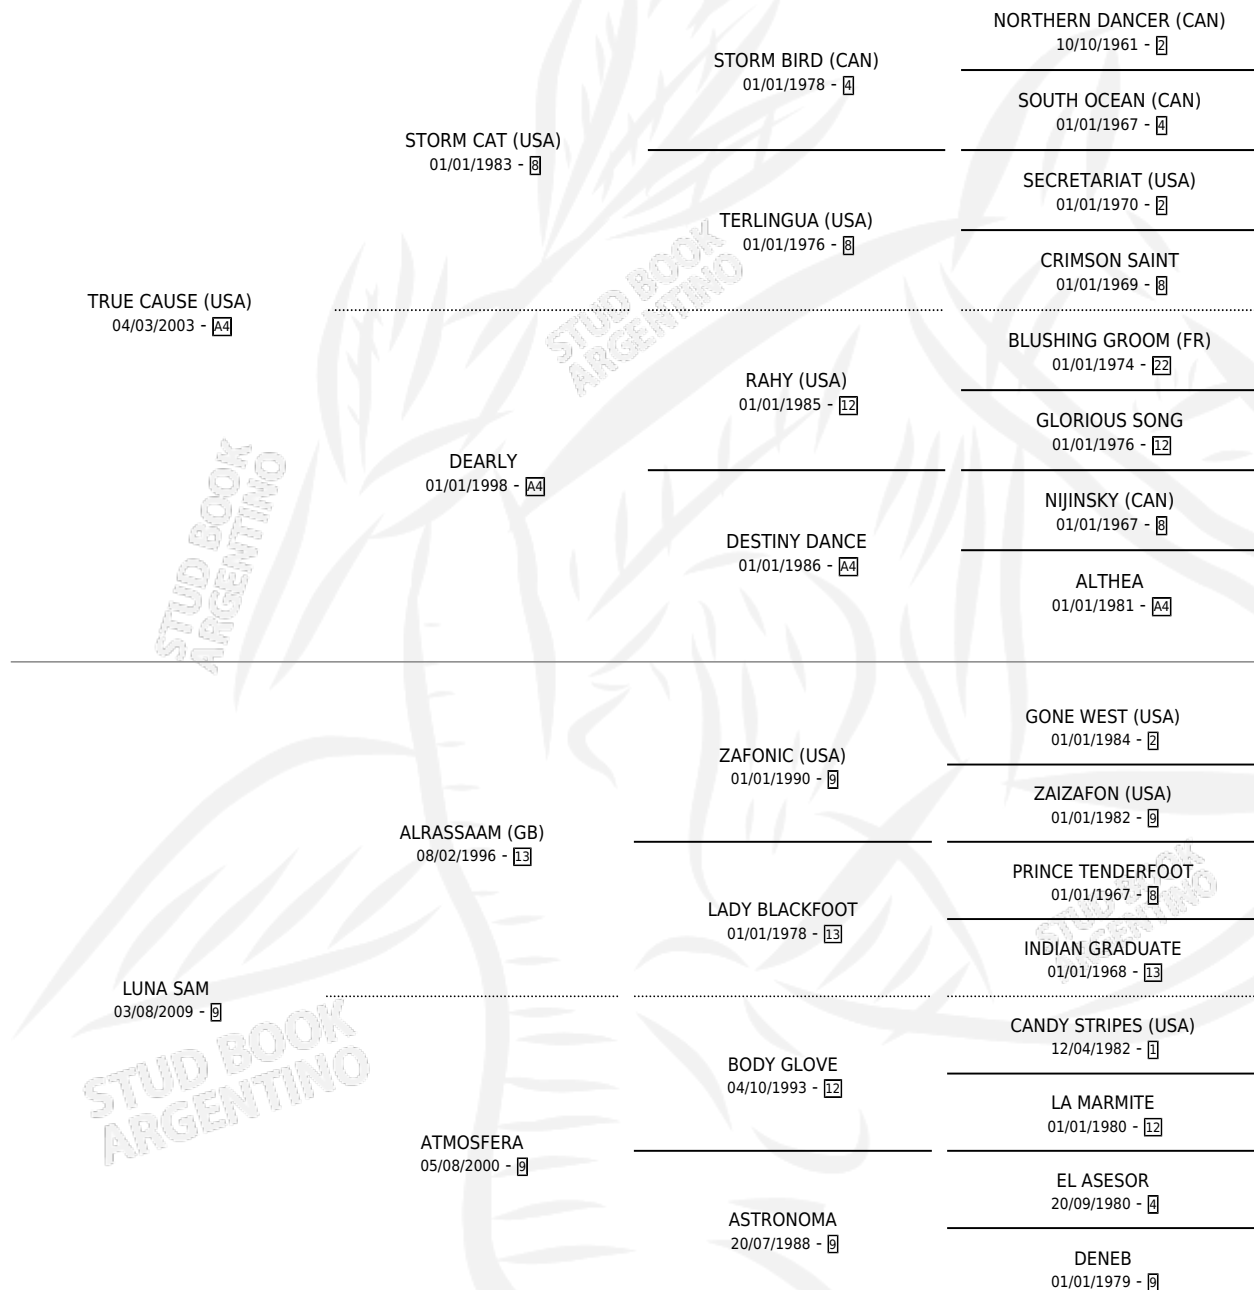 NORTHERN DANCER (CAN)
10/10/1961 - 2
STORM BIRD (CAN)
01/01/1978 - 4
SOUTH OCEAN (CAN)
01/01/1967 - 4
STORM CAT (USA)
01/01/1983 - 8
SECRETARIAT (USA)
01/01/1970 - 2
TERLINGUA (USA)
01/01/1976 - 8
CRIMSON SAINT
01/01/1969 - 8
TRUE CAUSE (USA)
04/03/2003 - A4
STUD BOOK
ARGENTINO
BLUSHING GROOM (FR)
01/01/1974 - 22
RAHY (USA)
01/01/1985 - 12
GLORIOUS SONG
01/01/1976 - 12
DEARLY
01/01/1998 - A4
NIJINSKY (CAN)
01/01/1967 - 8
DESTINY DANCE
01/01/1986 - A4
ALTHEA
01/01/1981 - A4
STUD BOOK
ARGENTINO
GONE WEST (USA)
01/01/1984 - 2
ZAFONIC (USA)
01/01/1990 - 9
ZAIZAFON (USA)
01/01/1982 - 9
ALRASSAAM (GB)
08/02/1996 - 13
PRINCE TENDERFOOT
01/01/1967 - 8
LADY BLACKFOOT
01/01/1978 - 13
STUD BOOK
ARGENTINO
INDIAN GRADUATE
01/01/1968 - 13
LUNA SAM
03/08/2009 - 9
CANDY STRIPES (USA)
12/04/1982 - 1
BODY GLOVE
04/10/1993 - 12
LA MARMITE
01/01/1980 - 12
STUD BOOK
ARGENTINO
ATMOSFERA
05/08/2000 - 9
EL ASESOR
20/09/1980 - 4
ASTRONOMA
20/07/1988 - 9
DENEB
01/01/1979 - 9